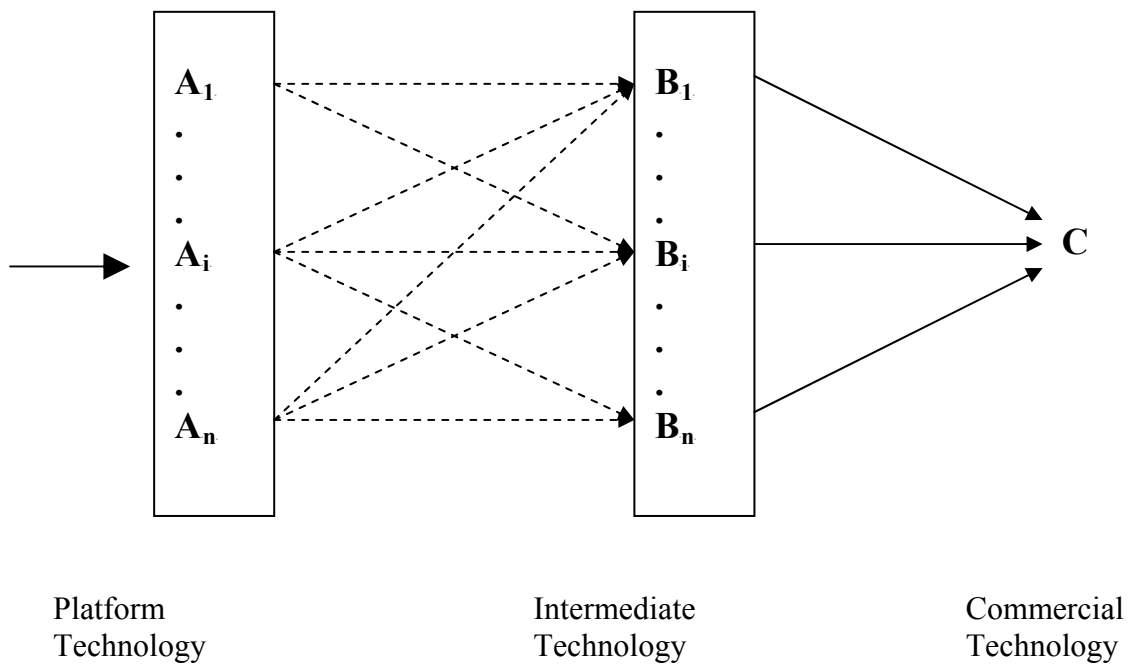 A1 B1
Ai Bi C
An Bn
Platform Intermediate Commercial
Technology Technology Technology